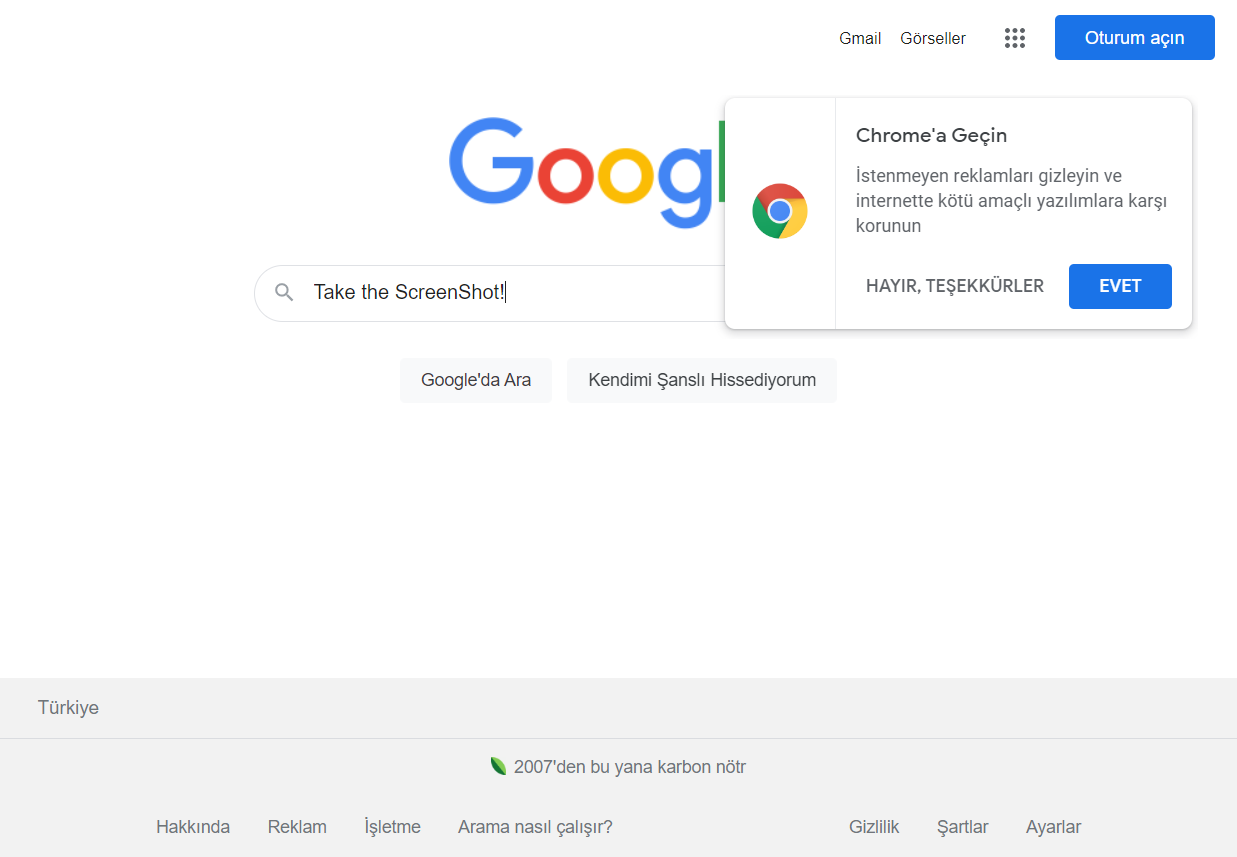 Gmail Görseller
Oturum açın
Google
Chrome'a Geçin
İstenmeyen reklamları gizleyin ve
internette kötü amaçlı yazılımlara karşı
korunun
HAYIR, TEŞEKKÜRLER EVET
Take the ScreenShot!
Google'da Ara
Kendimi Şanslı Hissediyorum
Türkiye
2007'den bu yana karbon nötr
Hakkında Reklam İşletme Arama nasıl çalışır? Gizlilik Şartlar Ayarlar